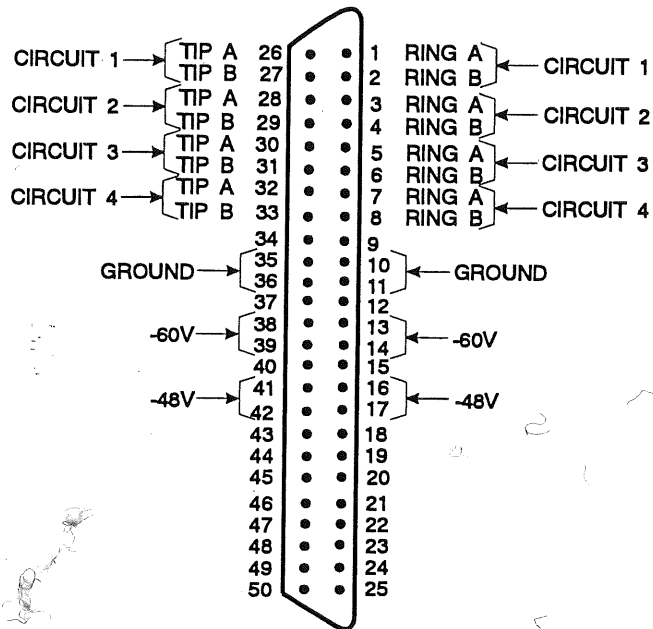 CIRCUIT 1 TIP A 26 1 RING A CIRCUIT 1
TIP B 27 2 RING B
CIRCUIT 2 TIP A 28 3 RING A CIRCUIT 2
TIP B 29 4 RING B
CIRCUIT 3 TIP A 30 5 RING A CIRCUIT 3
TIP B 31 6 RING B
CIRCUIT 4 TIP A 32 7 RING A CIRCUIT 4
TIP B 33 8 RING B
34 9
GROUND 35 10 GROUND
36 11
37 12
-60V 38 13 -60V
39 14
40 15
-48V 41 16 -48V
42 17
43 18
44 19
45 20
46 21
47 22
48 23
49 24
50 25